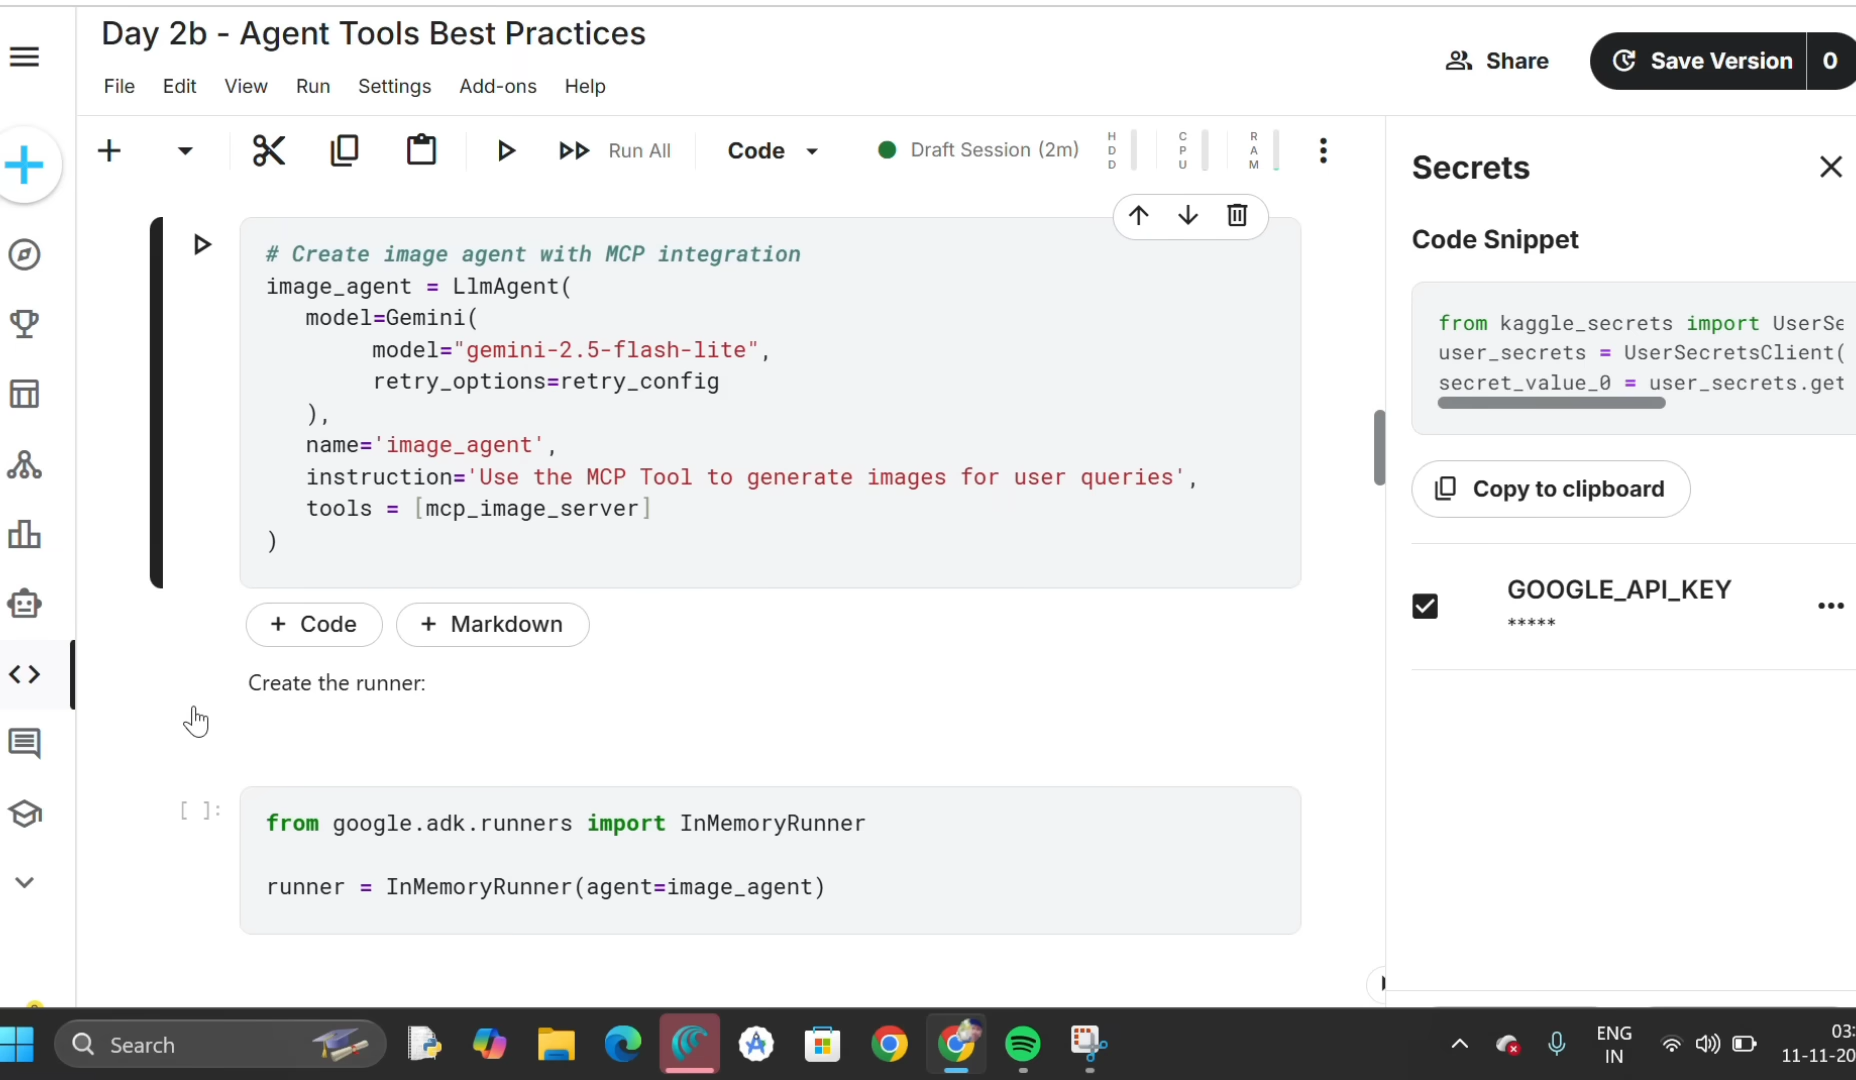 Day 2b - Agent Tools Best Practices
File Edit View Run Settings Add-ons Help
Share
Save Version 0
Run All
Code
Draft Session (2m)
HDD
CPU
RAM
# Create image agent with MCP integration
image_agent = LlmAgent(
model=Gemini(
model="gemini-2.5-flash-lite",
retry_options=retry_config
),
name='image_agent',
instruction='Use the MCP Tool to generate images for user queries',
tools = [mcp_image_server]
)
+ Code + Markdown
Create the runner:
[ ]:
from google.adk.runners import InMemoryRunner
runner = InMemoryRunner(agent=image_agent)
Secrets
Code Snippet
from kaggle_secrets import UserSe
user_secrets = UserSecretsClient(
secret_value_0 = user_secrets.get
Copy to clipboard
GOOGLE_API_KEY
*****
Search
ENG
IN
03:
11-11-20